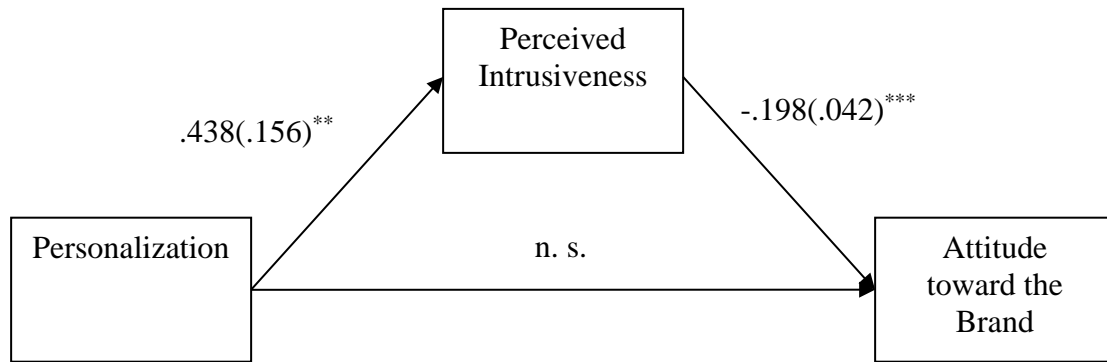 Perceived
Intrusiveness
.438(.156)**
-.198(.042)***
Personalization
n. s.
Attitude
toward the
Brand